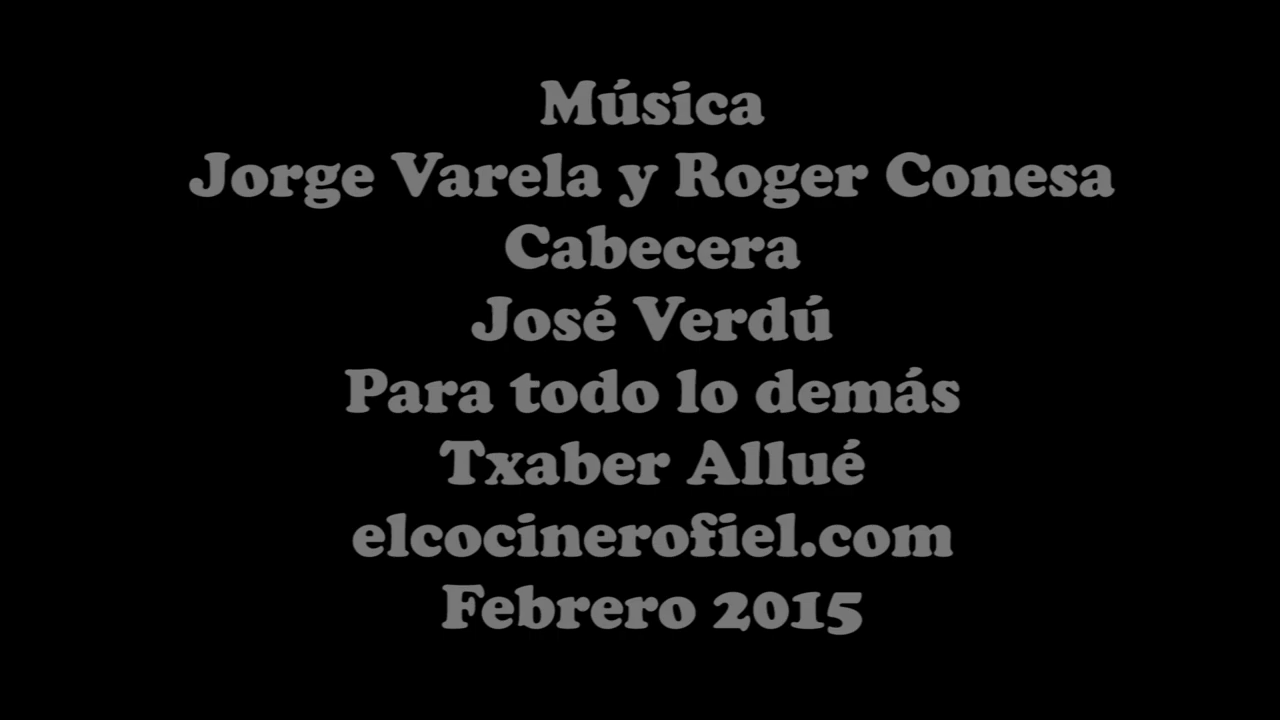 Música
Jorge Varela y Roger Conesa
Cabecera
José Verdú
Para todo lo demás
Txaber Allué
elcocinerofiel.com
Febrero 2015